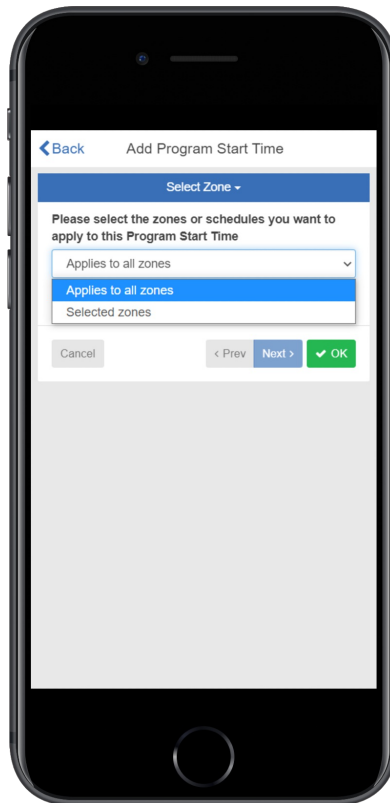 Back Add Program Start Time
Select Zone
Please select the zones or schedules you want to
apply to this Program Start Time
Applies to all zones
Applies to all zones
Selected zones
Cancel < Prev Next > ✔ OK